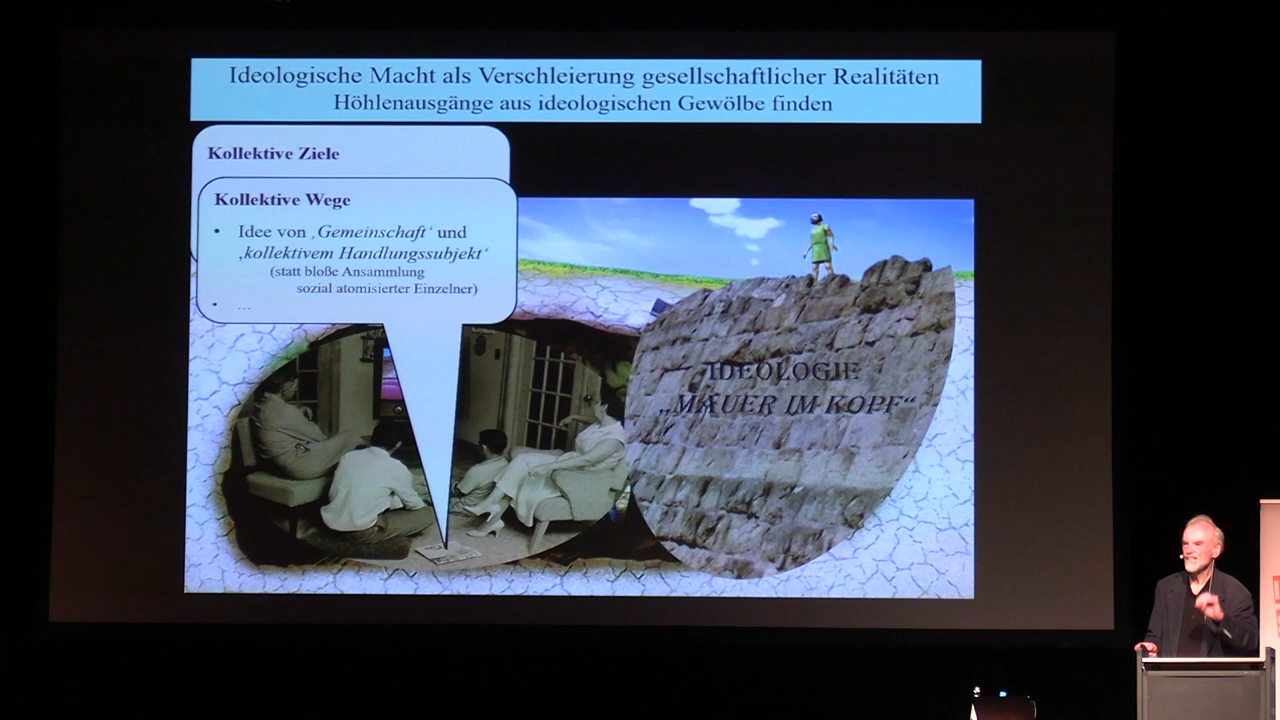 Ideologische Macht als Verschleierung gesellschaftlicher Realitäten
Höhlenausgänge aus ideologischen Gewölbe finden
Kollektive Ziele
Kollektive Wege
• Idee von ‚Gemeinschaft‘ und
‚kollektivem Handlungssubjekt‘
(statt bloße Ansammlung
sozial atomisierter Einzelner)
• …
IDEOLOGIE
„MAUER IM KOPF“